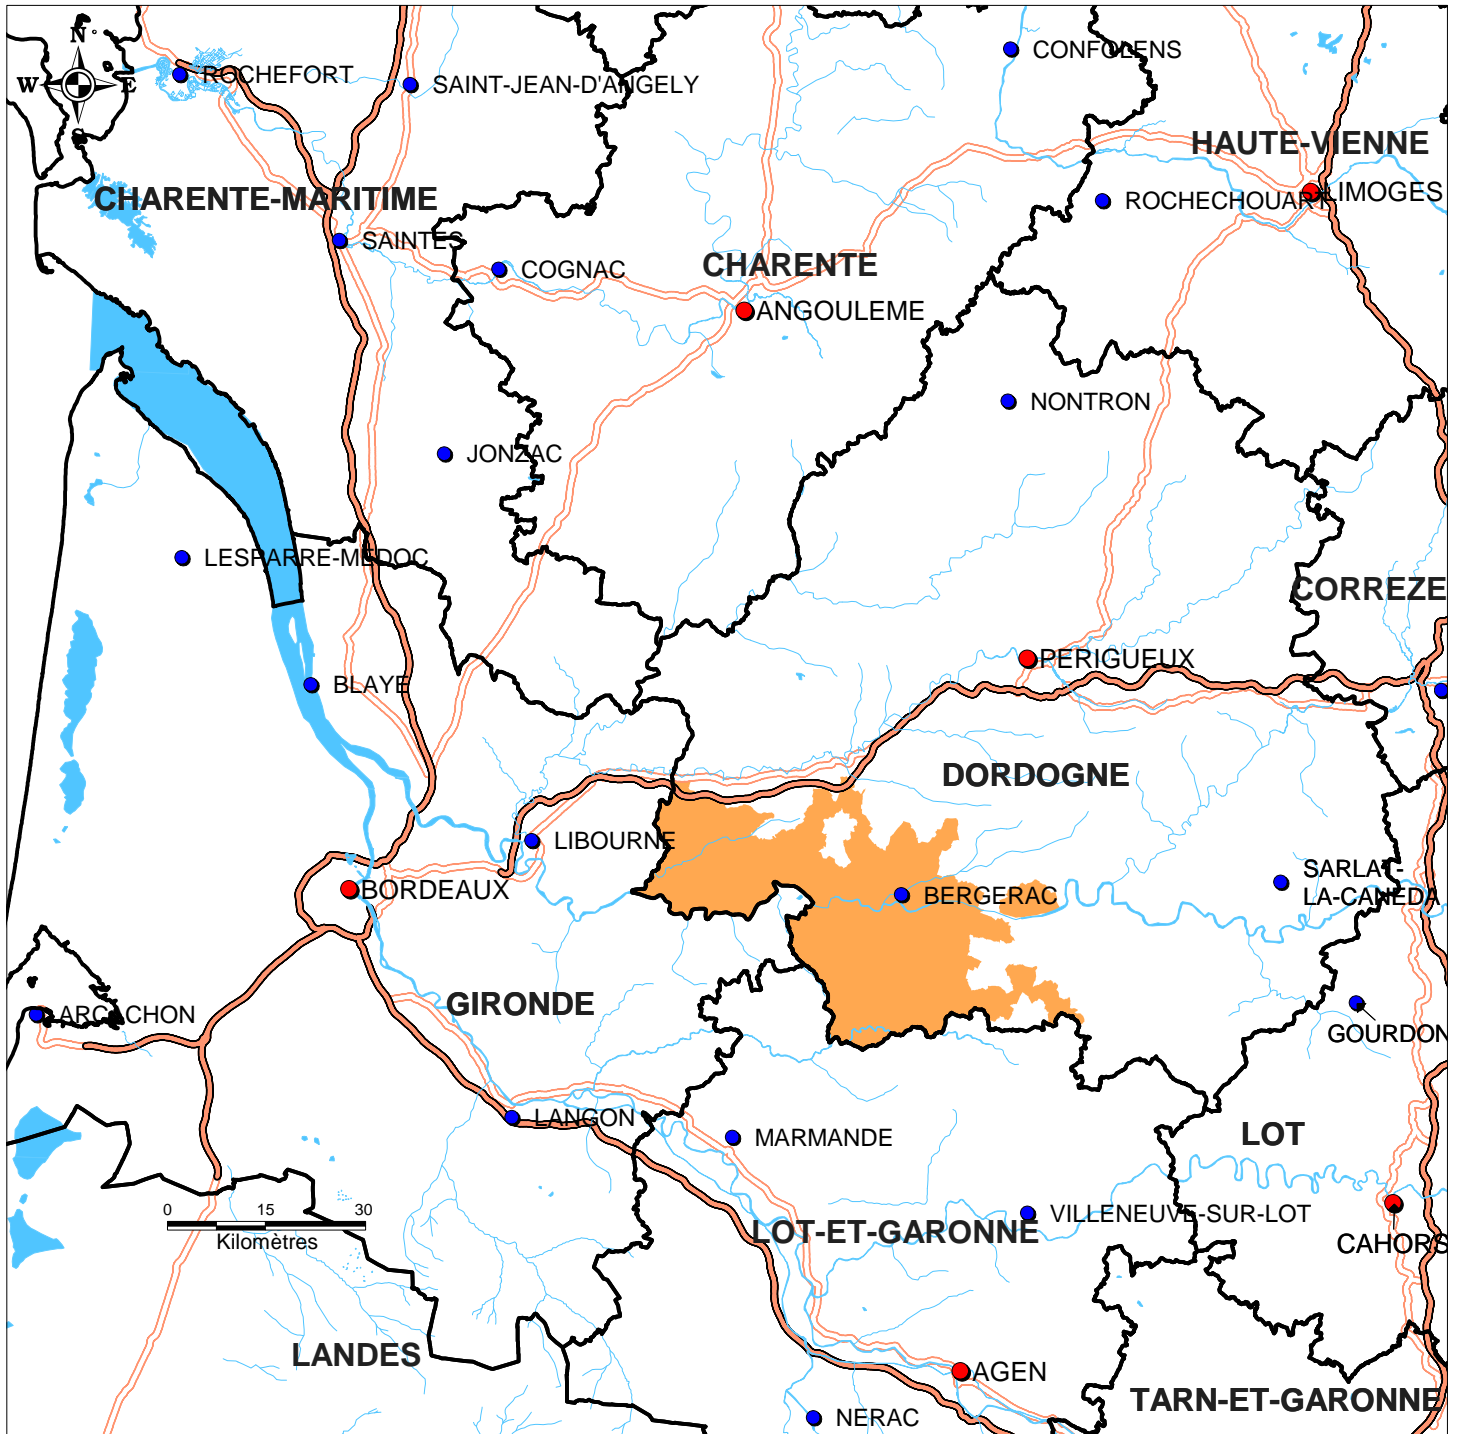 N
W
E
S
ROCHEFORT
SAINT-JEAN-D'ANGELY
CONFOLENS
HAUTE-VIENNE
CHARENTE-MARITIME
ROCHECHOUART
LIMOGES
SAINTES
COGNAC
CHARENTE
ANGOULEME
NONTRON
JONZAC
LESPARRE-MEDOC
CORREZE
PERIGUEUX
BLAYE
DORDOGNE
LIBOURNE
BORDEAUX
BERGERAC
SARLAT-
LA-CANEDA
GIRONDE
ARCACHON
GOURDON
LANGON
MARMANDE
LOT
0 15 30
Kilomètres
LOT-ET-GARONNE
VILLENEUVE-SUR-LOT
CAHORS
LANDES
AGEN
TARN-ET-GARONNE
NERAC